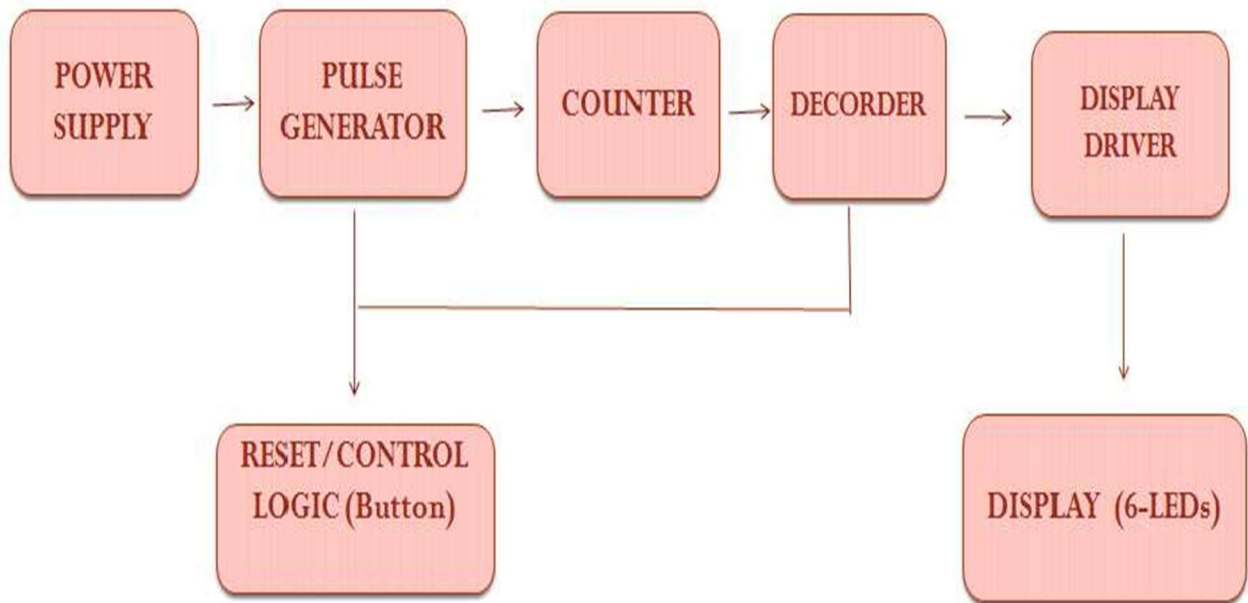 POWER
SUPPLY
PULSE
GENERATOR
COUNTER
DECORDER
DISPLAY
DRIVER
RESET/CONTROL
LOGIC (Button)
DISPLAY (6-LEDs)